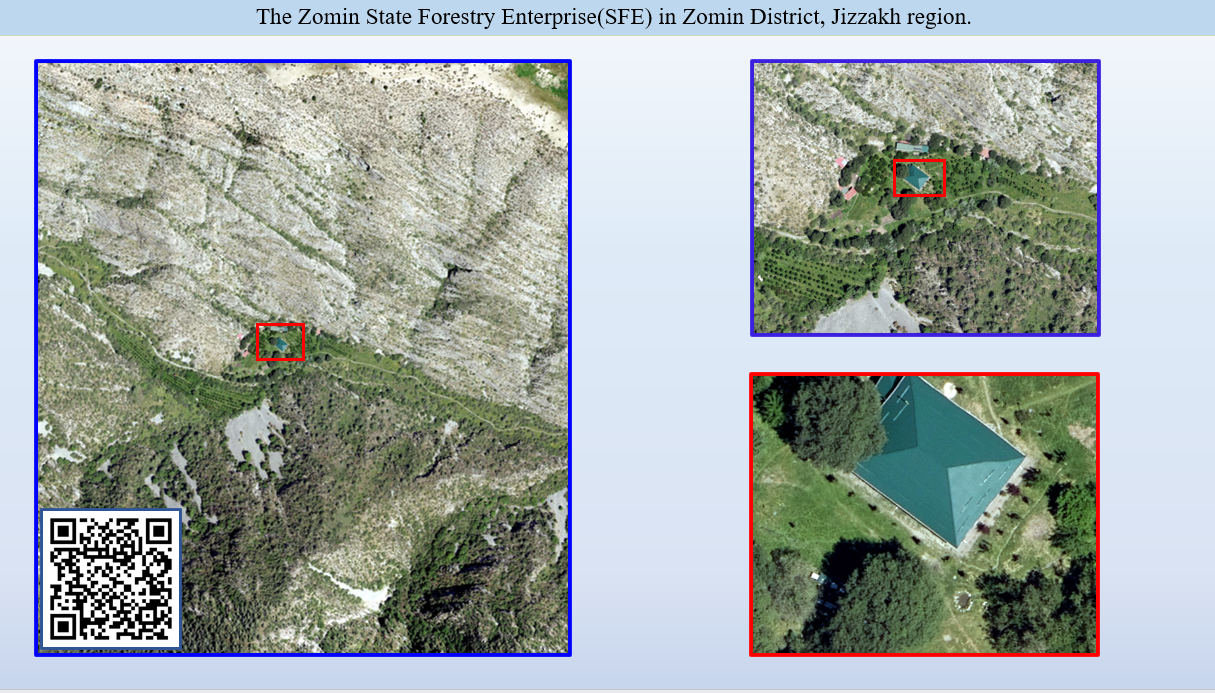 The Zomin State Forestry Enterprise(SFE) in Zomin District, Jizzakh region.